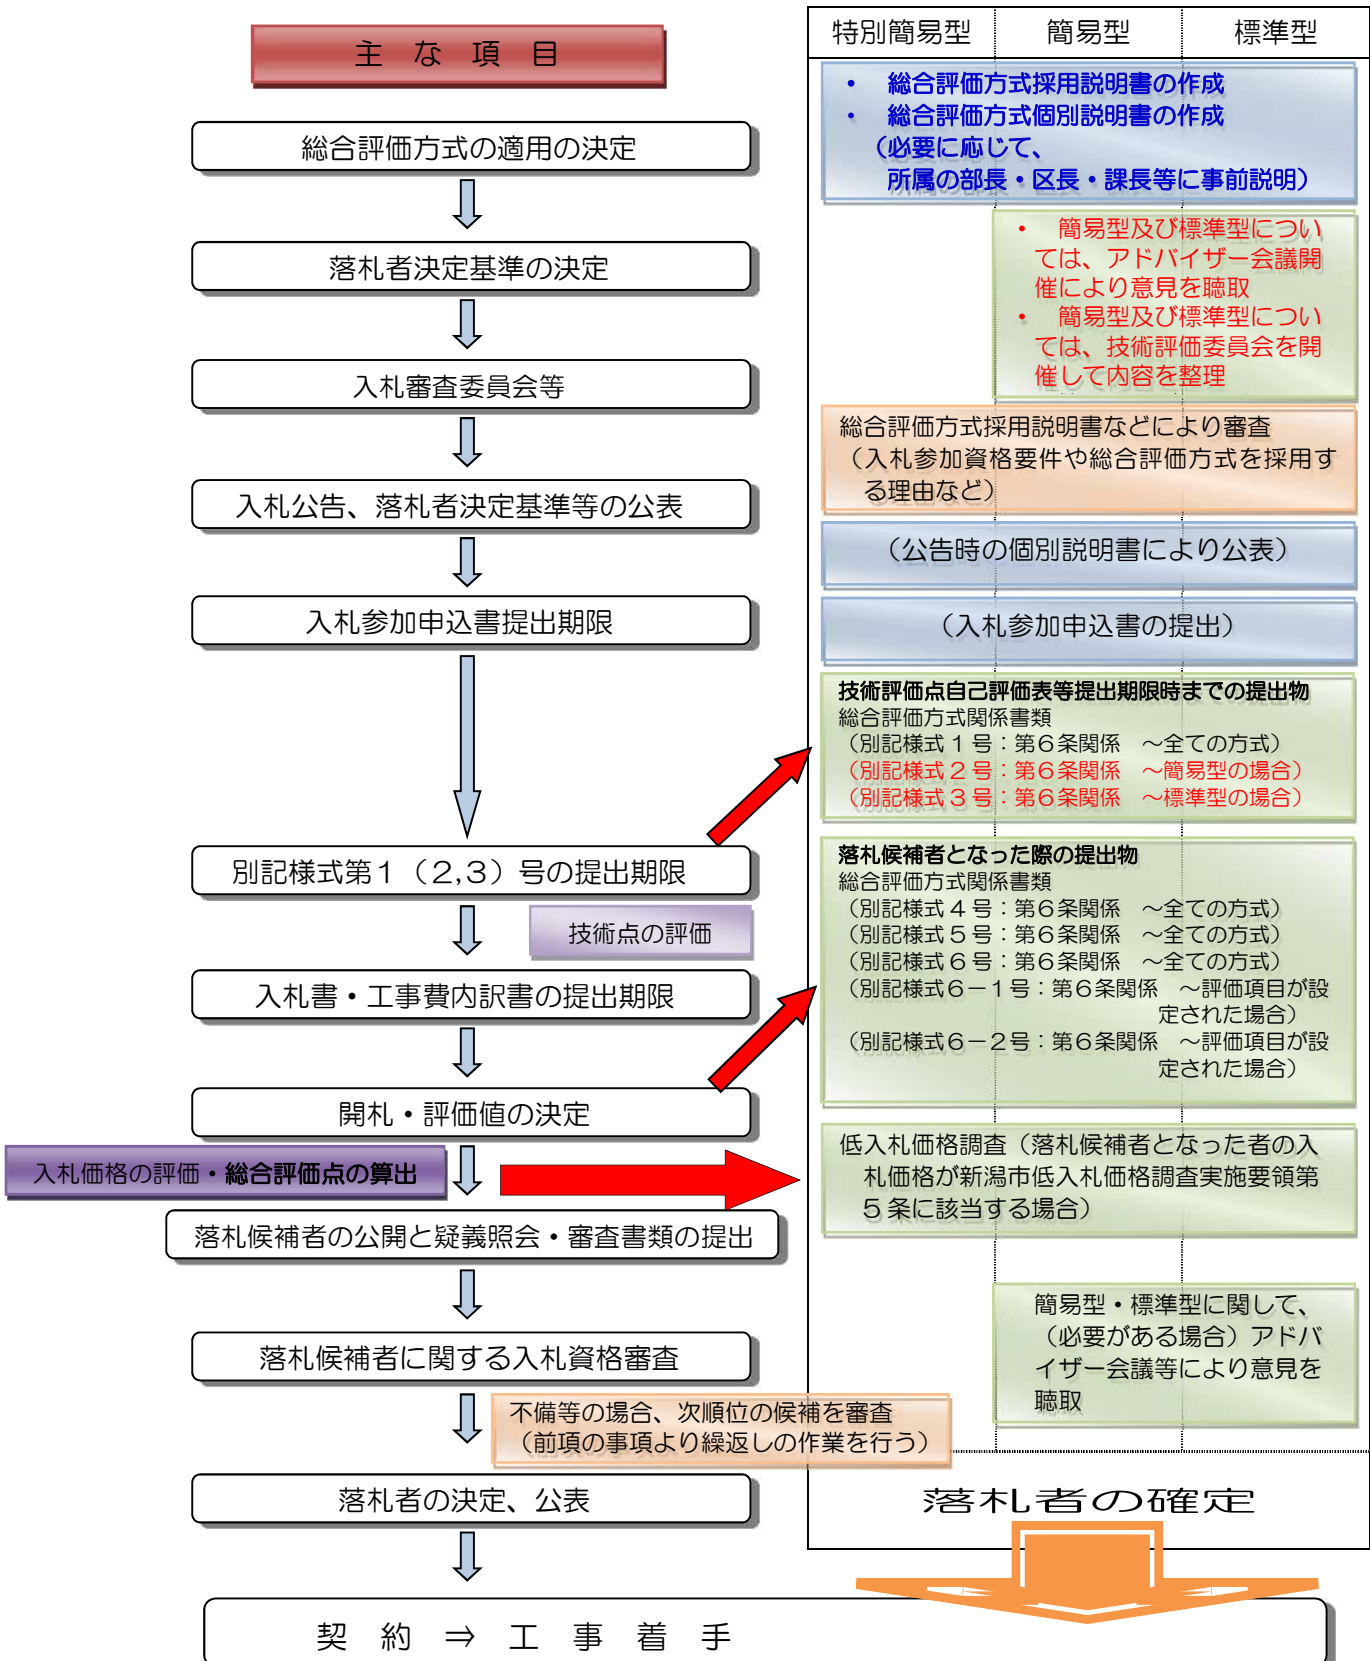 主な項目
総合評価方式の適用の決定
落札者決定基準の決定
入札審査委員会等
入札公告、落札者決定基準等の公表
入札参加申込書提出期限
別記様式第1（2,3）号の提出期限
技術点の評価
入札書・工事費内訳書の提出期限
開札・評価値の決定
入札価格の評価・総合評価点の算出
落札候補者の公開と疑義照会・審査書類の提出
落札候補者に関する入札資格審査
不備等の場合、次順位の候補を審査
（前項の事項より繰返しの作業を行う）
落札者の決定、公表
契約⇒工事着手
特別簡易型 簡易型 標準型
・ 総合評価方式採用説明書の作成
・ 総合評価方式個別説明書の作成
（必要に応じて、
所属の部長・区長・課長等に事前説明）
・ 簡易型及び標準型につい
ては、アドバイザー会議開
催により意見を聴取
・ 簡易型及び標準型につい
ては、技術評価委員会を開
催して内容を整理
総合評価方式採用説明書などにより審査
（入札参加資格要件や総合評価方式を採用す
る理由など）
（公告時の個別説明書により公表）
（入札参加申込書の提出）
技術評価点自己評価表等提出期限時までの提出物
総合評価方式関係書類
（別記様式1号：第6条関係 ～全ての方式）
（別記様式2号：第6条関係 ～簡易型の場合）
（別記様式3号：第6条関係 ～標準型の場合）
落札候補者となった際の提出物
総合評価方式関係書類
（別記様式4号：第6条関係 ～全ての方式）
（別記様式5号：第6条関係 ～全ての方式）
（別記様式6号：第6条関係 ～全ての方式）
（別記様式6－1号：第6条関係 ～評価項目が設
定された場合）
（別記様式6－2号：第6条関係 ～評価項目が設
定された場合）
低入札価格調査（落札候補者となった者の入
札価格が新潟市低入札価格調査実施要領第
5条に該当する場合）
簡易型・標準型に関して、
（必要がある場合）アドバ
イザー会議等により意見を
聴取
落札者の確定